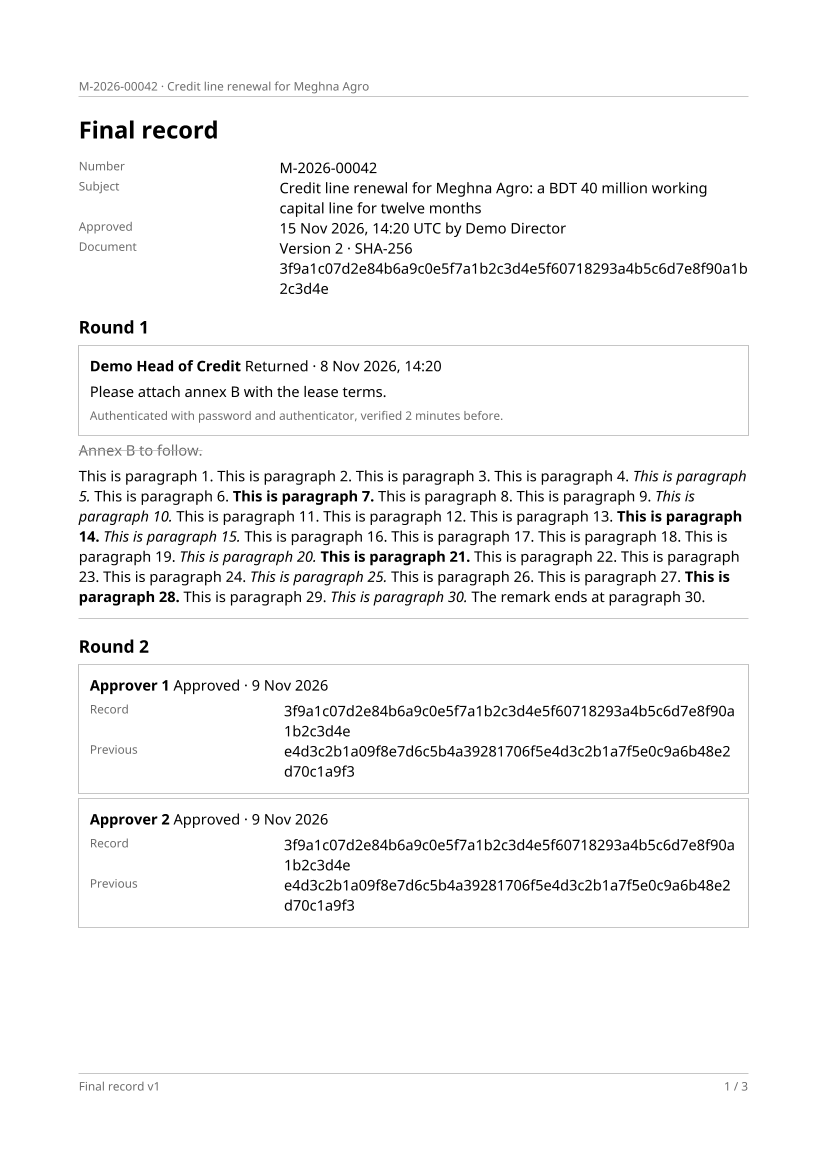 M-2026-00042 · Credit line renewal for Meghna Agro
Final record
Number M-2026-00042
Subject Credit line renewal for Meghna Agro: a BDT 40 million working
capital line for twelve months
Approved 15 Nov 2026, 14:20 UTC by Demo Director
Document Version 2 · SHA-256
3f9a1c07d2e84b6a9c0e5f7a1b2c3d4e5f60718293a4b5c6d7e8f90a1b
2c3d4e
Round 1
Demo Head of Credit Returned · 8 Nov 2026, 14:20
Please attach annex B with the lease terms.
Authenticated with password and authenticator, verified 2 minutes before.
Annex B to follow.
This is paragraph 1. This is paragraph 2. This is paragraph 3. This is paragraph 4. This is paragraph
5. This is paragraph 6. This is paragraph 7. This is paragraph 8. This is paragraph 9. This is
paragraph 10. This is paragraph 11. This is paragraph 12. This is paragraph 13. This is paragraph
14. This is paragraph 15. This is paragraph 16. This is paragraph 17. This is paragraph 18. This is
paragraph 19. This is paragraph 20. This is paragraph 21. This is paragraph 22. This is paragraph
23. This is paragraph 24. This is paragraph 25. This is paragraph 26. This is paragraph 27. This is
paragraph 28. This is paragraph 29. This is paragraph 30. The remark ends at paragraph 30.
Round 2
Approver 1 Approved · 9 Nov 2026
Record 3f9a1c07d2e84b6a9c0e5f7a1b2c3d4e5f60718293a4b5c6d7e8f90a
1b2c3d4e
Previous e4d3c2b1a09f8e7d6c5b4a39281706f5e4d3c2b1a7f5e0c9a6b48e2
d70c1a9f3
Approver 2 Approved · 9 Nov 2026
Record 3f9a1c07d2e84b6a9c0e5f7a1b2c3d4e5f60718293a4b5c6d7e8f90a
1b2c3d4e
Previous e4d3c2b1a09f8e7d6c5b4a39281706f5e4d3c2b1a7f5e0c9a6b48e2
d70c1a9f3
Final record v1 1 / 3